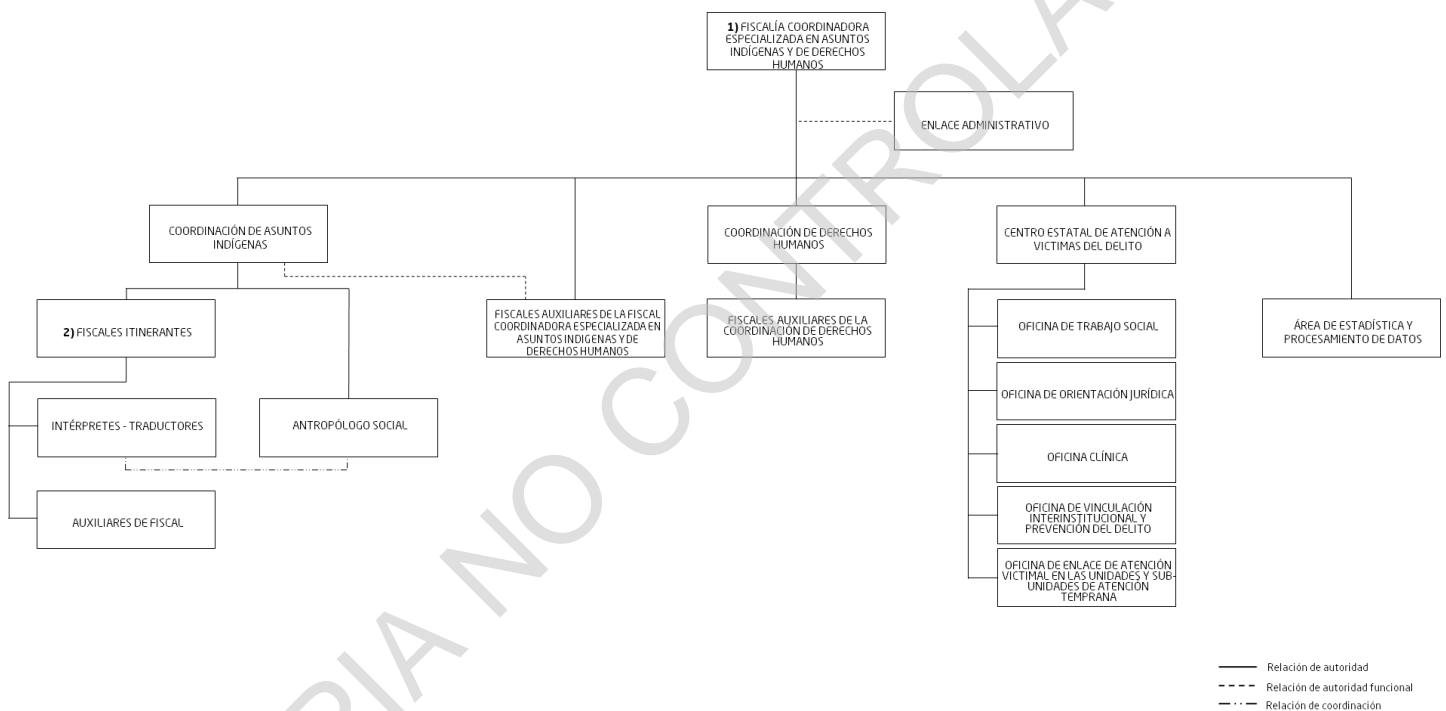 1) FISCALÍA COORDINADORA
ESPECIALIZADA EN ASUNTOS
INDÍGENAS Y DE DERECHOS
HUMANOS
ENLACE ADMINISTRATIVO
COORDINACIÓN DE ASUNTOS
INDÍGENAS
COORDINACIÓN DE DERECHOS
HUMANOS
CENTRO ESTATAL DE ATENCIÓN A
VICTIMAS DEL DELITO
2) FISCALES ITINERANTES
FISCALES AUXILIARES DE LA FISCAL
COORDINADORA ESPECIALIZADA EN
ASUNTOS INDIGENAS Y DE
DERECHOS HUMANOS
FISCALES AUXILIARES DE LA
COORDINACIÓN DE DERECHOS
HUMANOS
OFICINA DE TRABAJO SOCIAL
ÁREA DE ESTADÍSTICA Y
PROCESAMIENTO DE DATOS
OFICINA DE ORIENTACIÓN JURÍDICA
INTÉRPRETES - TRADUCTORES
ANTROPÓLOGO SOCIAL
OFICINA CLÍNICA
AUXILIARES DE FISCAL
OFICINA DE VINCULACIÓN
INTERINSTITUCIONAL Y
PREVENCIÓN DEL DELITO
OFICINA DE ENLACE DE ATENCIÓN
VICTIMAL EN LAS UNIDADES Y SUB-
UNIDADES DE ATENCIÓN
TEMPRANA
Relación de autoridad
Relación de autoridad funcional
Relación de coordinación
RIA NO CONTROLA